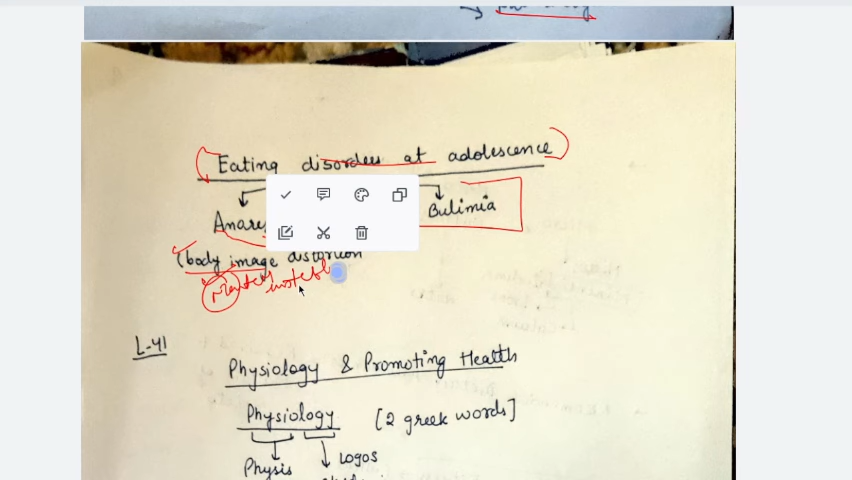 Eating disorders at adolescence
Bulimia
(body image distortion
L-41
Physiology & Promoting Health
Physiology [2 greek words]
Physis Logos